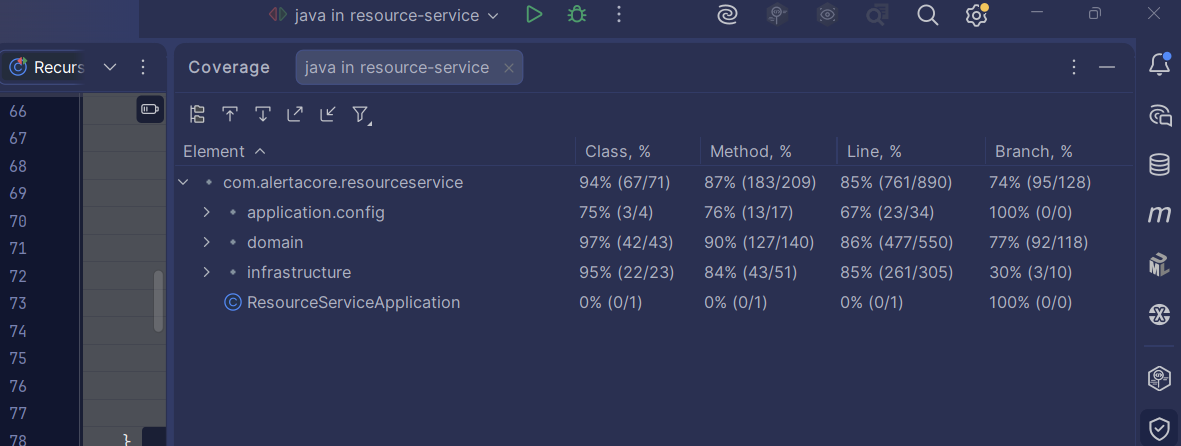 java in resource-service
Recurs
Coverage
java in resource-service
66
67
68
69
70
71
72
73
74
75
76
77
78
}
Element Class, % Method, % Line, % Branch, %
com.alertacore.resourceservice 94% (67/71) 87% (183/209) 85% (761/890) 74% (95/128)
application.config 75% (3/4) 76% (13/17) 67% (23/34) 100% (0/0)
domain 97% (42/43) 90% (127/140) 86% (477/550) 77% (92/118)
infrastructure 95% (22/23) 84% (43/51) 85% (261/305) 30% (3/10)
ResourceServiceApplication 0% (0/1) 0% (0/1) 0% (0/1) 100% (0/0)
m